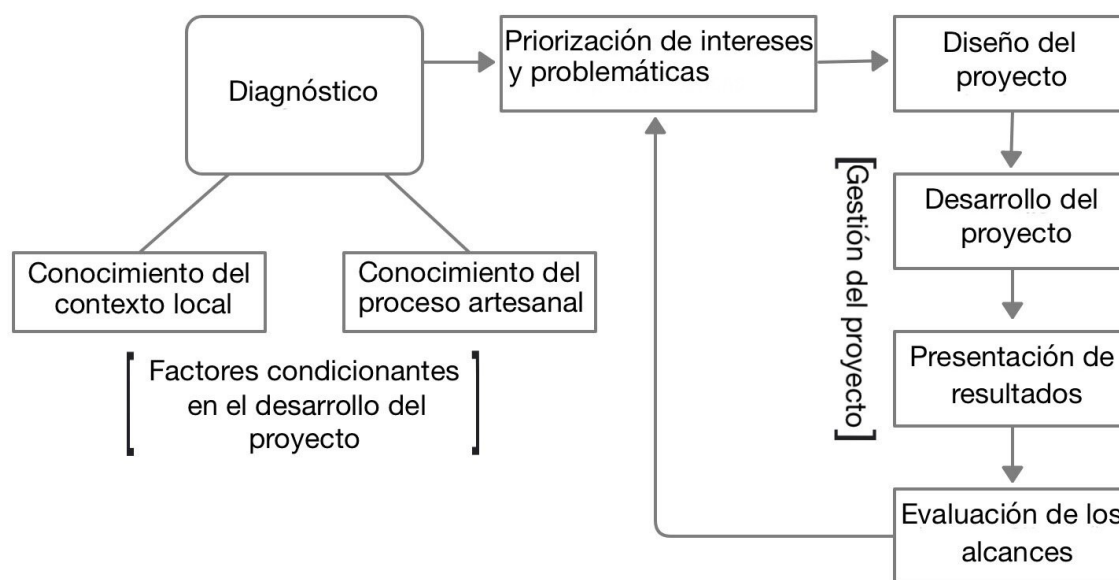 Diagnóstico
Priorización de intereses
y problemáticas
Diseño del
proyecto
Conocimiento del
contexto local
Conocimiento del
proceso artesanal
[Factores condicionantes
en el desarrollo del
proyecto]
[Gestión del proyecto]
Desarrollo del
proyecto
Presentación de
resultados
Evaluación de los
alcances